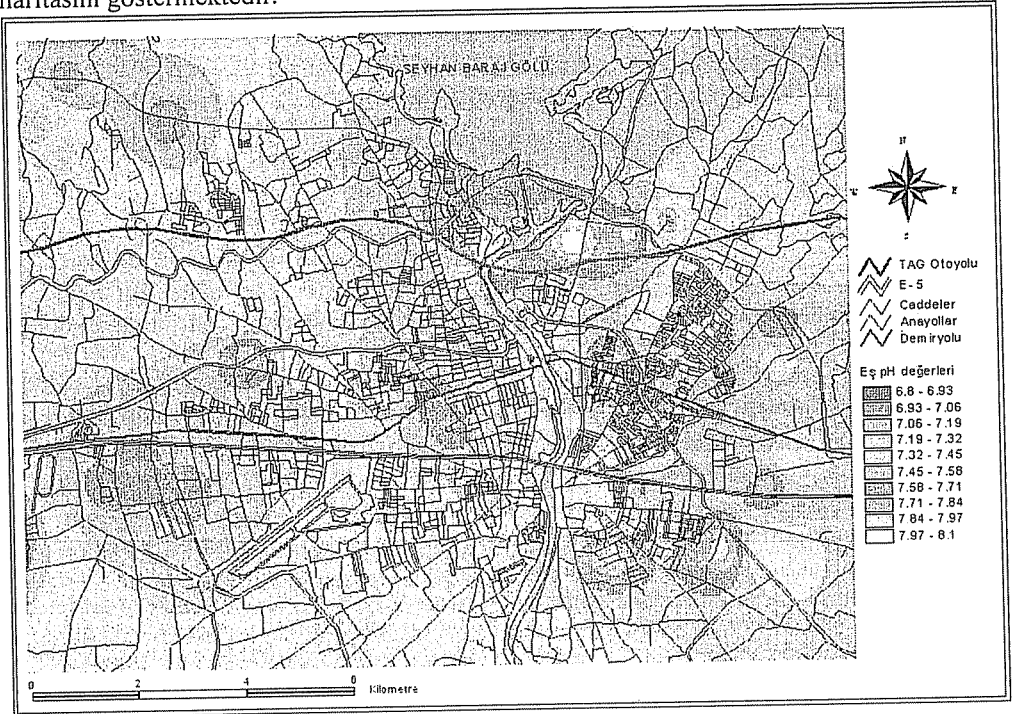 haritasını göstermektedir.
SEYHAN BARAJ GÖLÜ
N
E
S
TAG Otoyolu
E-5
Caddeler
Anayollar
Demiryolu
Eş pH değerleri
6.8 - 6.93
6.93 - 7.06
7.06 - 7.19
7.19 - 7.32
7.32 - 7.45
7.45 - 7.58
7.58 - 7.71
7.71 - 7.84
7.84 - 7.97
7.97 - 8.1
0 2 4 6 Kilometre